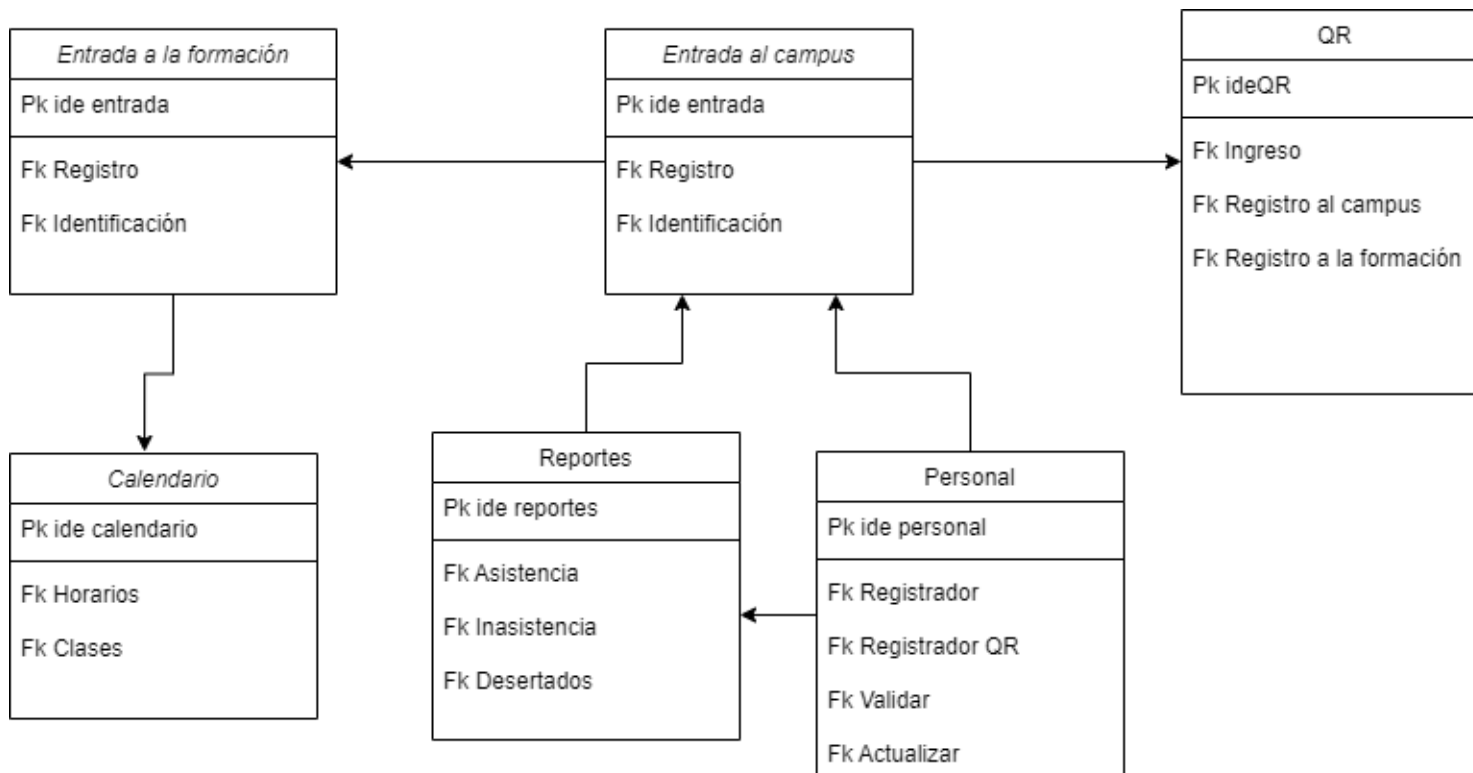 Entrada a la formación
Pk ide entrada
Fk Registro
Fk Identificación
Entrada al campus
Pk ide entrada
Fk Registro
Fk Identificación
QR
Pk ideQR
Fk Ingreso
Fk Registro al campus
Fk Registro a la formación
Calendario
Pk ide calendario
Fk Horarios
Fk Clases
Reportes
Pk ide reportes
Fk Asistencia
Fk Inasistencia
Fk Desertados
Personal
Pk ide personal
Fk Registrador
Fk Registrador QR
Fk Validar
Fk Actualizar